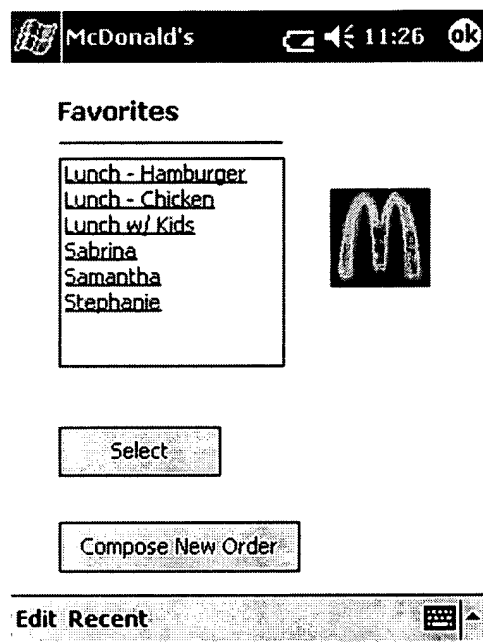 McDonald's 11:26 ok
Favorites
Lunch - Hamburger
Lunch - Chicken
Lunch w/ Kids
Sabrina
Samantha
Stephanie
Select
Compose New Order
Edit Recent